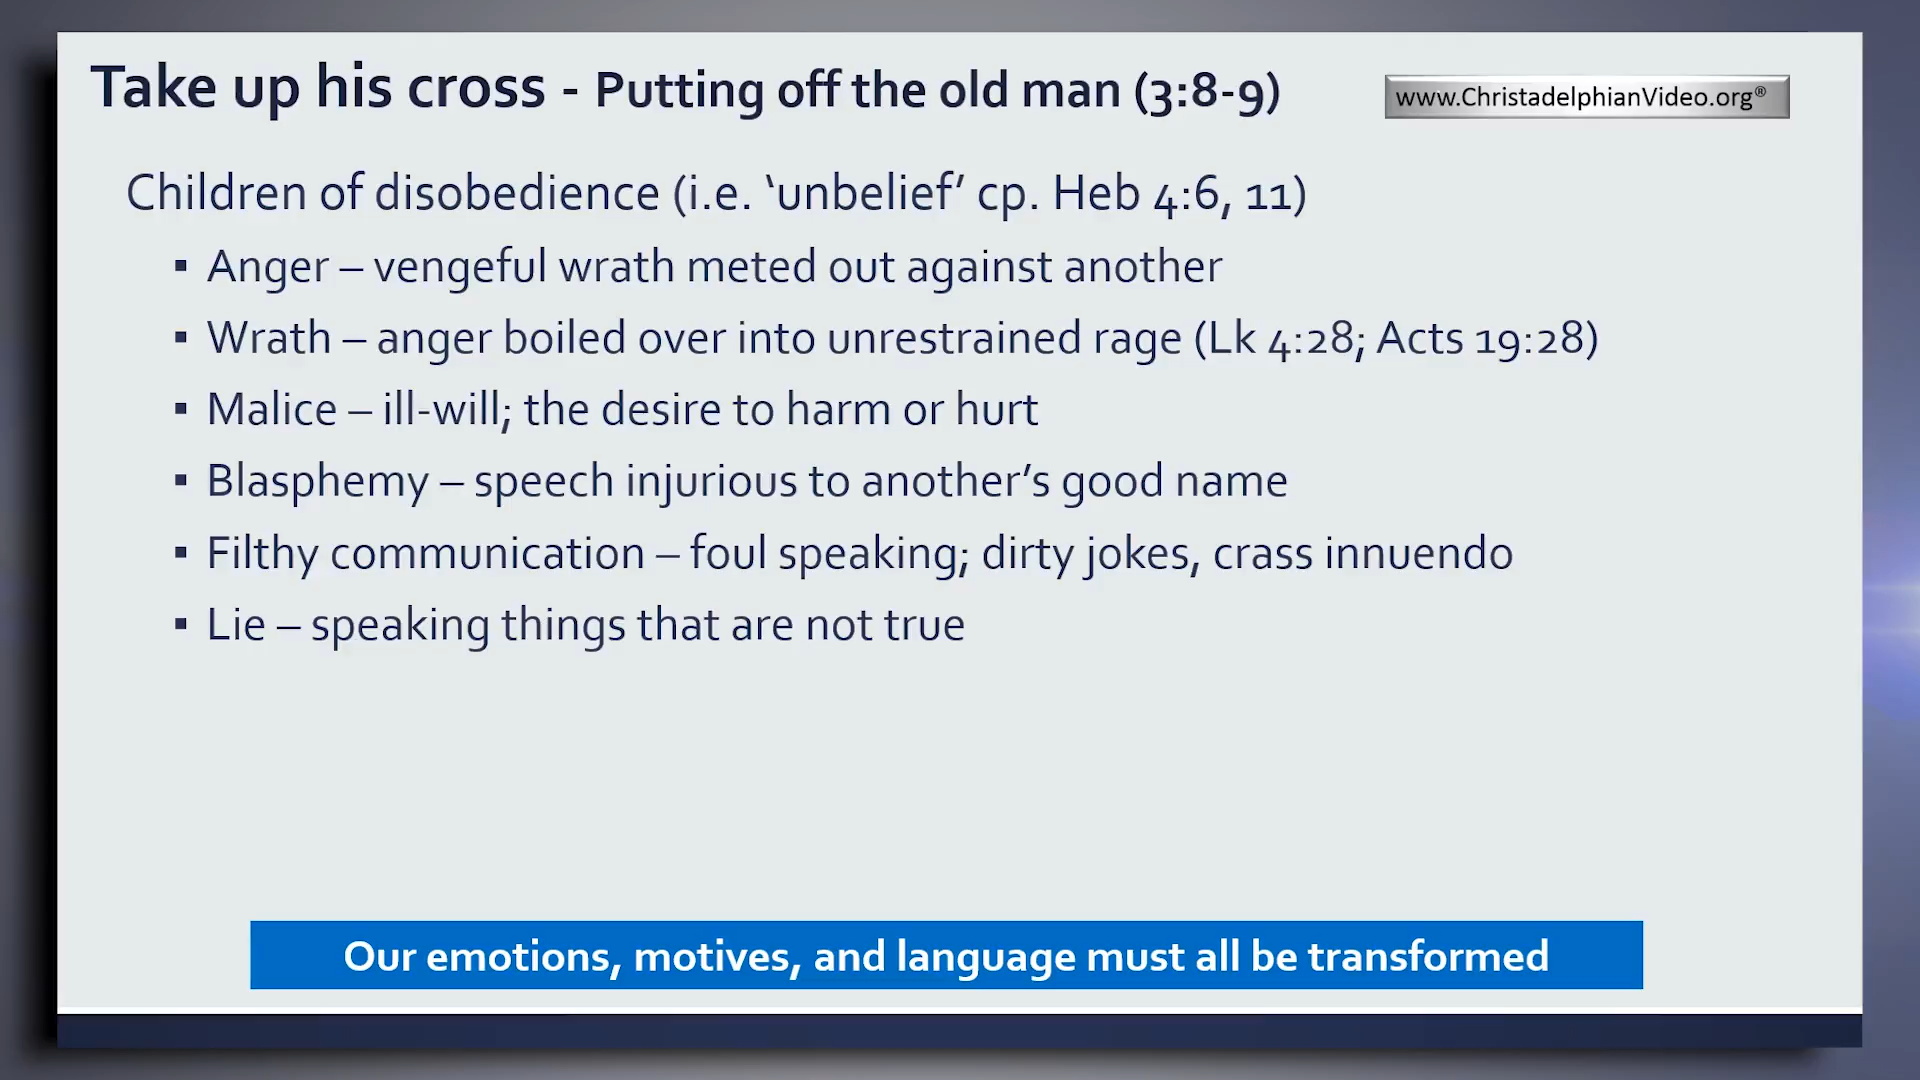 Take up his cross - Putting off the old man (3:8-9)
www.ChristadelphianVideo.org®
Children of disobedience (i.e. ‘unbelief’ cp. Heb 4:6, 11)
▪ Anger – vengeful wrath meted out against another
▪ Wrath – anger boiled over into unrestrained rage (Lk 4:28; Acts 19:28)
▪ Malice – ill-will; the desire to harm or hurt
▪ Blasphemy – speech injurious to another’s good name
▪ Filthy communication – foul speaking; dirty jokes, crass innuendo
▪ Lie – speaking things that are not true
Our emotions, motives, and language must all be transformed